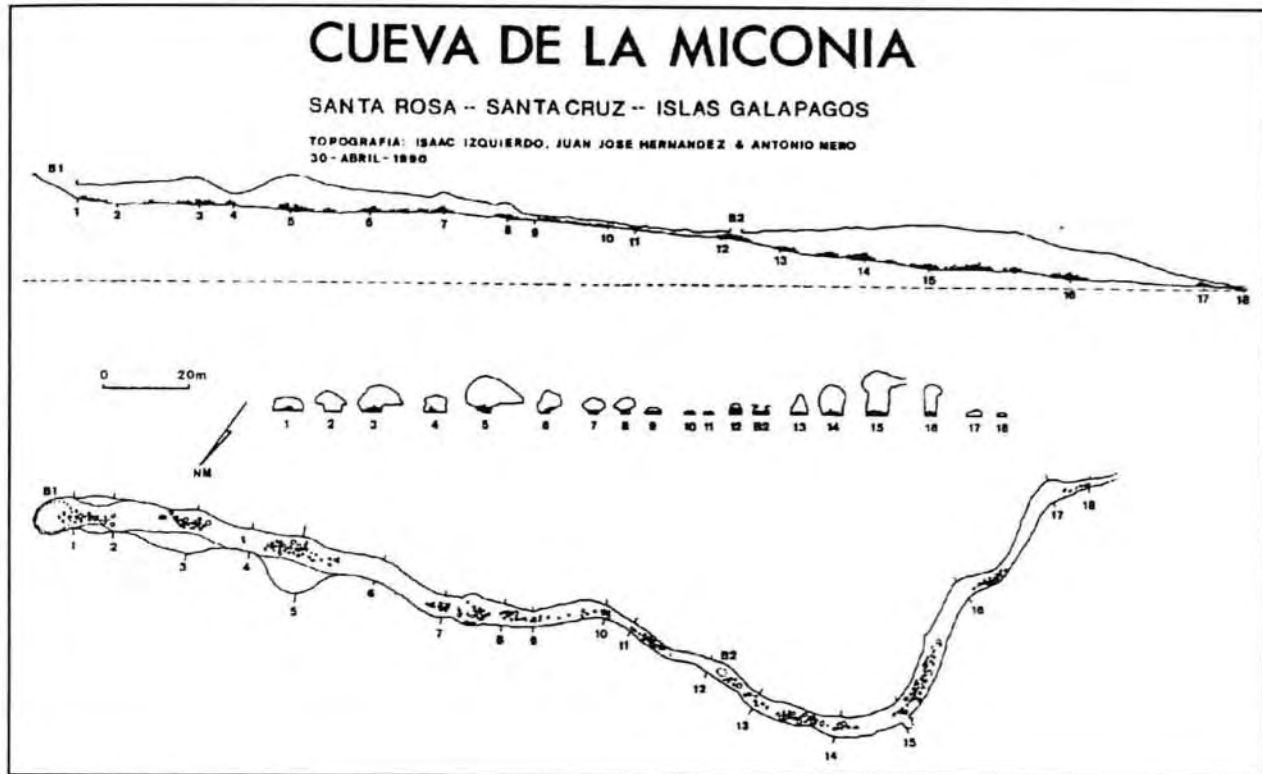 CUEVA DE LA MICONIA
SANTA ROSA -- SANTA CRUZ -- ISLAS GALAPAGOS
TOPOGRAFIA: ISAAC IZQUIERDO, JUAN JOSE HERNANDEZ & ANTONIO MERO
30-ABRIL-1990
B1
1 2 3 4 5 6 7 8 9 10 11 12 B2 13 14 15 16 17 18
0 20m
1 2 3 4 5 6 7 8 9 10 11 12 B2 13 14 15 16 17 18
NM
B1
1 2 3 4 5 6 7 8 9 10 11 12 B2 13 14 15 16 17 18